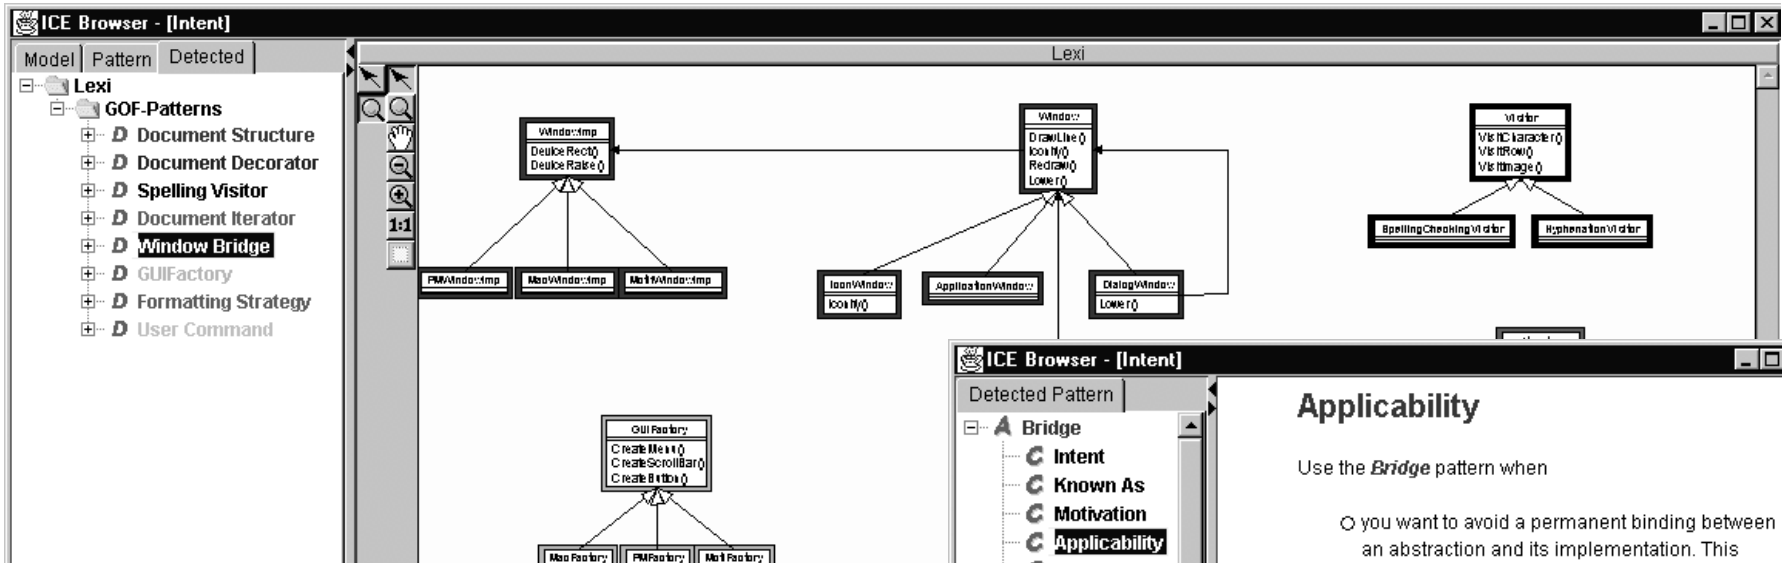 ICE Browser - [Intent]
Model Pattern Detected
Lexi
GOF-Patterns
D Document Structure
D Document Decorator
D Spelling Visitor
D Document Iterator
D Window Bridge
D GUIFactory
D Formatting Strategy
D User Command
Lexi
1:1
WindowImp
DeviceRect()
DeviceRaise()
PMWindowImp
MacWindowImp
MotifWindowImp
Window
DrawLine()
Iconify()
Redraw()
Lower()
IconWindow
Iconify()
ApplicationWindow
DialogWindow
Lower()
Visitor
VisitCharacter()
VisitRow()
VisitImage()
SpellingCheckingVisitor
HyphenationVisitor
GUIFactory
CreateMenu()
CreateScrollBar()
CreateButton()
MacFactory
PMFactory
MotifFactory
ICE Browser - [Intent]
Detected Pattern
A Bridge
C Intent
C Known As
C Motivation
C Applicability
Applicability
Use the Bridge pattern when
you want to avoid a permanent binding between
an abstraction and its implementation. This